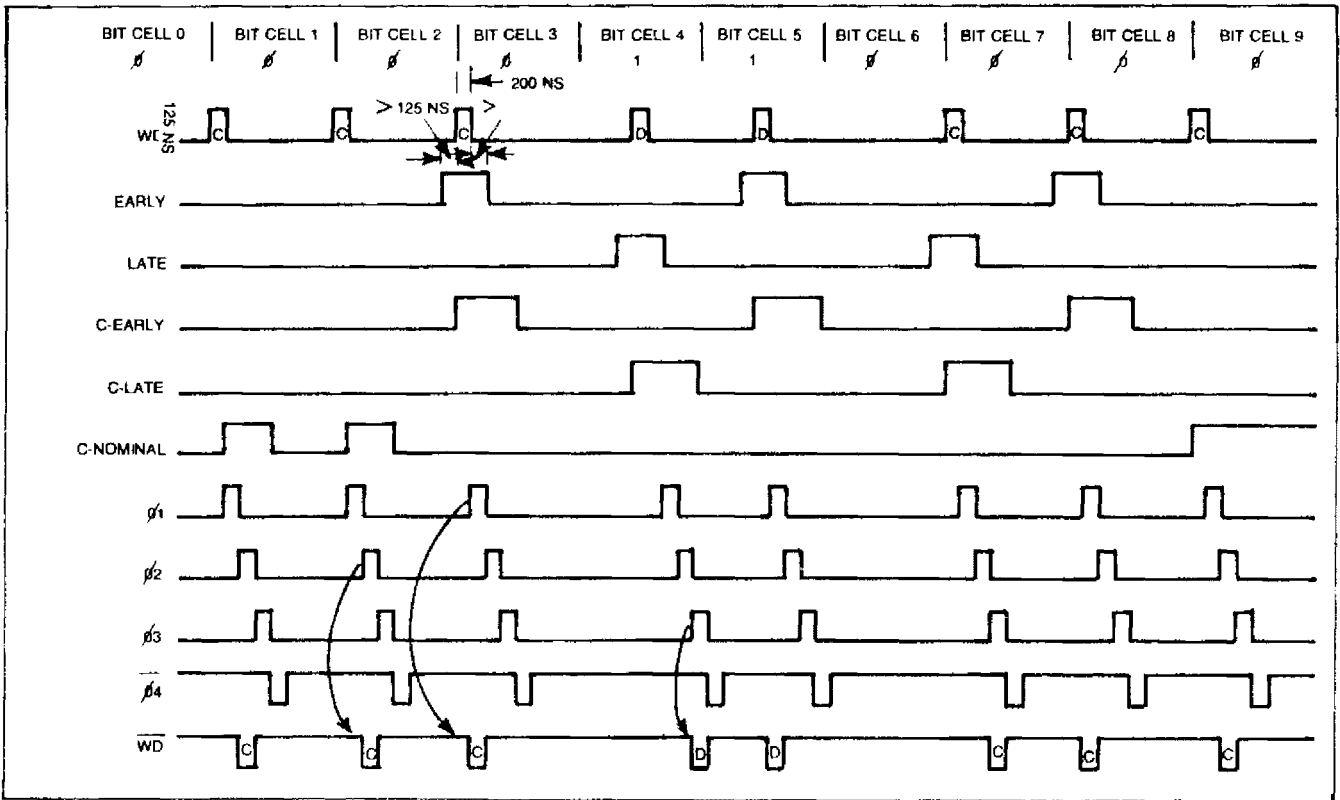 BIT CELL 0 BIT CELL 1 BIT CELL 2 BIT CELL 3 BIT CELL 4 BIT CELL 5 BIT CELL 6 BIT CELL 7 BIT CELL 8 BIT CELL 9
Ø Ø Ø Ø 1 1 Ø Ø Ø Ø
200 NS
> 125 NS >
125 NS
WD C C C D D C C C
EARLY
LATE
C-EARLY
C-LATE
C-NOMINAL
Ø1
Ø2
Ø3
Ø4
WD C C C D D C C C